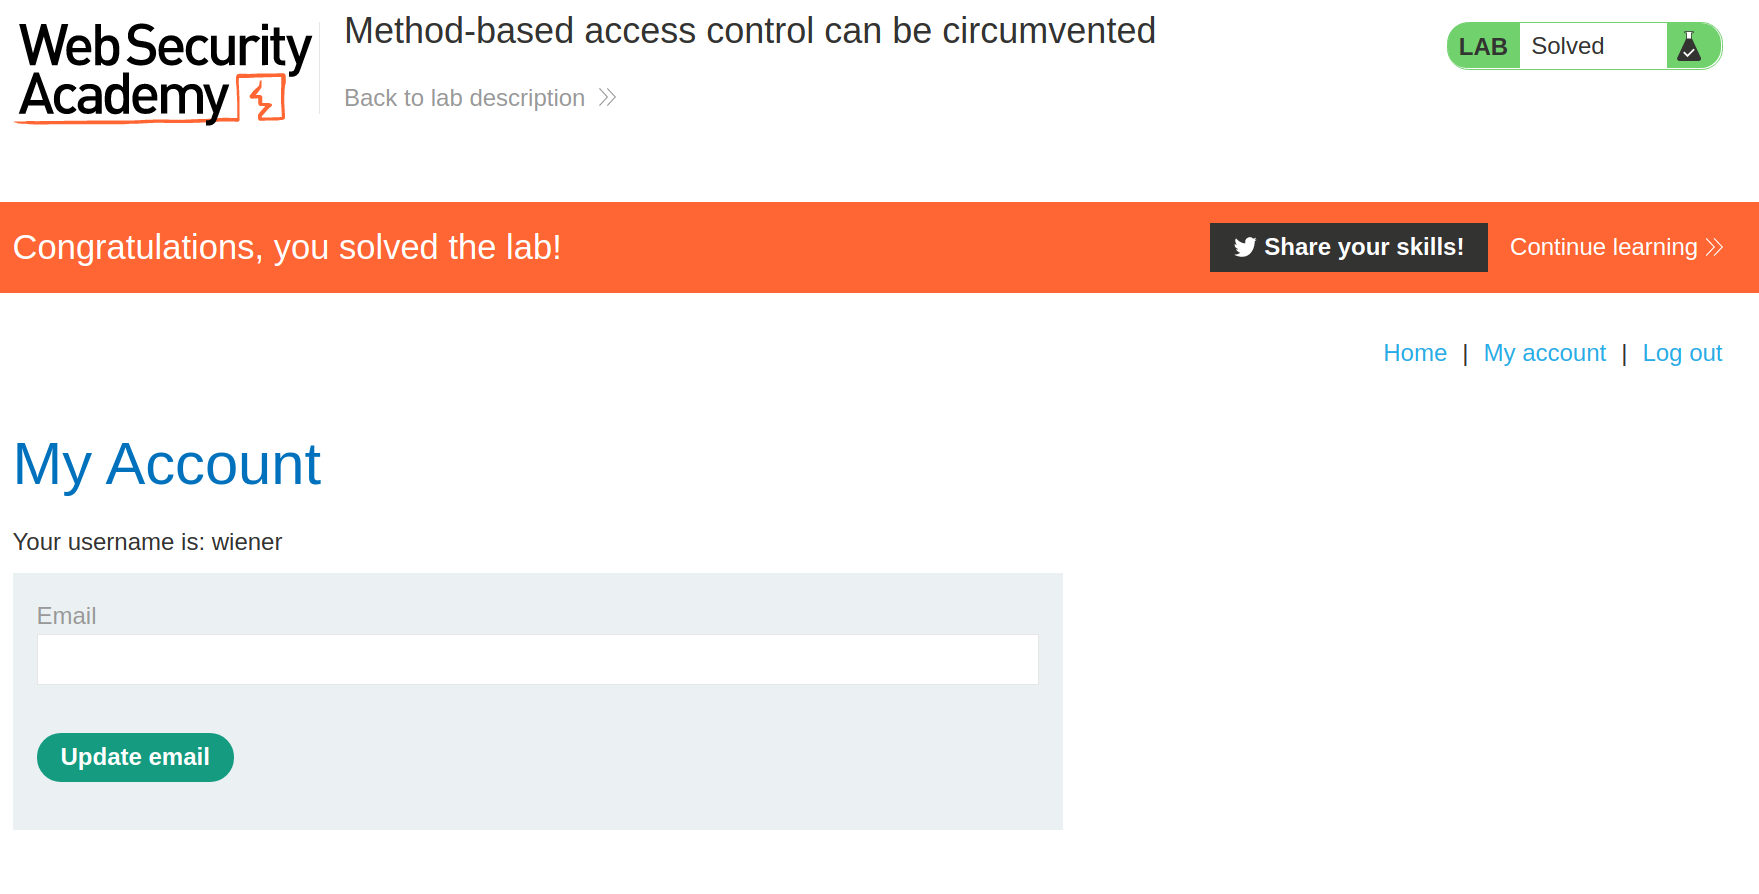 Web Security
Academy
Method-based access control can be circumvented
Back to lab description
LAB Solved
Congratulations, you solved the lab!
Share your skills!
Continue learning
Home | My account | Log out
My Account
Your username is: wiener
Email
Update email